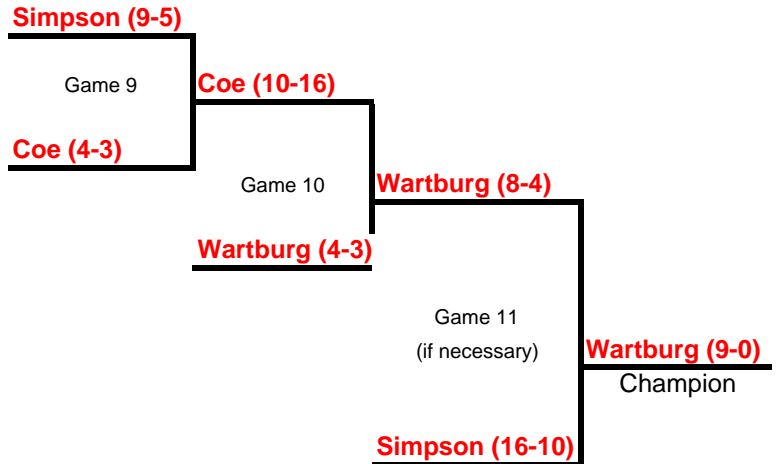 Simpson (9-5)
Game 9
Coe (10-16)
Coe (4-3)
Game 10
Wartburg (8-4)
Wartburg (4-3)
Game 11
(if necessary)
Wartburg (9-0)
Champion
Simpson (16-10)